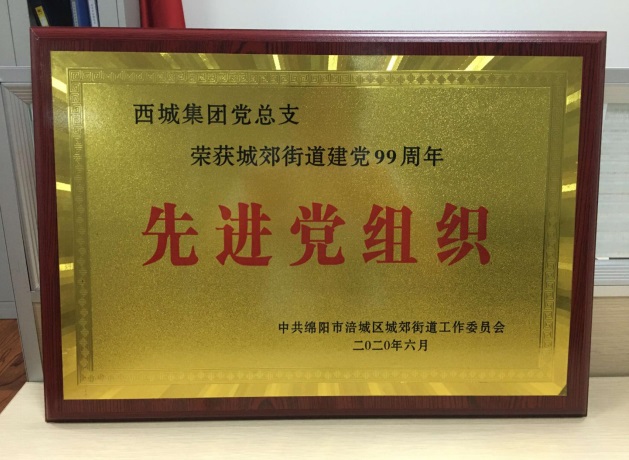 西城集团党总支
荣获城郊街道建党99周年
先进党组织
中共绵阳市涪城区城郊街道工作委员会
二〇二〇年六月